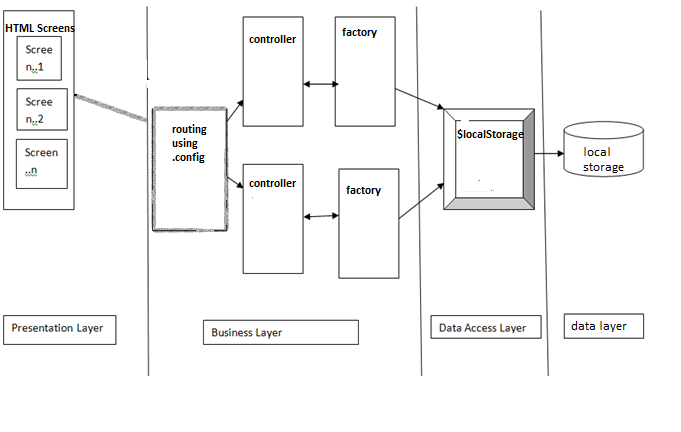 HTML Screens
Scree
n..1
Scree
n..2
Screen
..n
routing
using
.config
controller
factory
controller
factory
$localStorage
local
storage
Presentation Layer
Business Layer
Data Access Layer
data layer